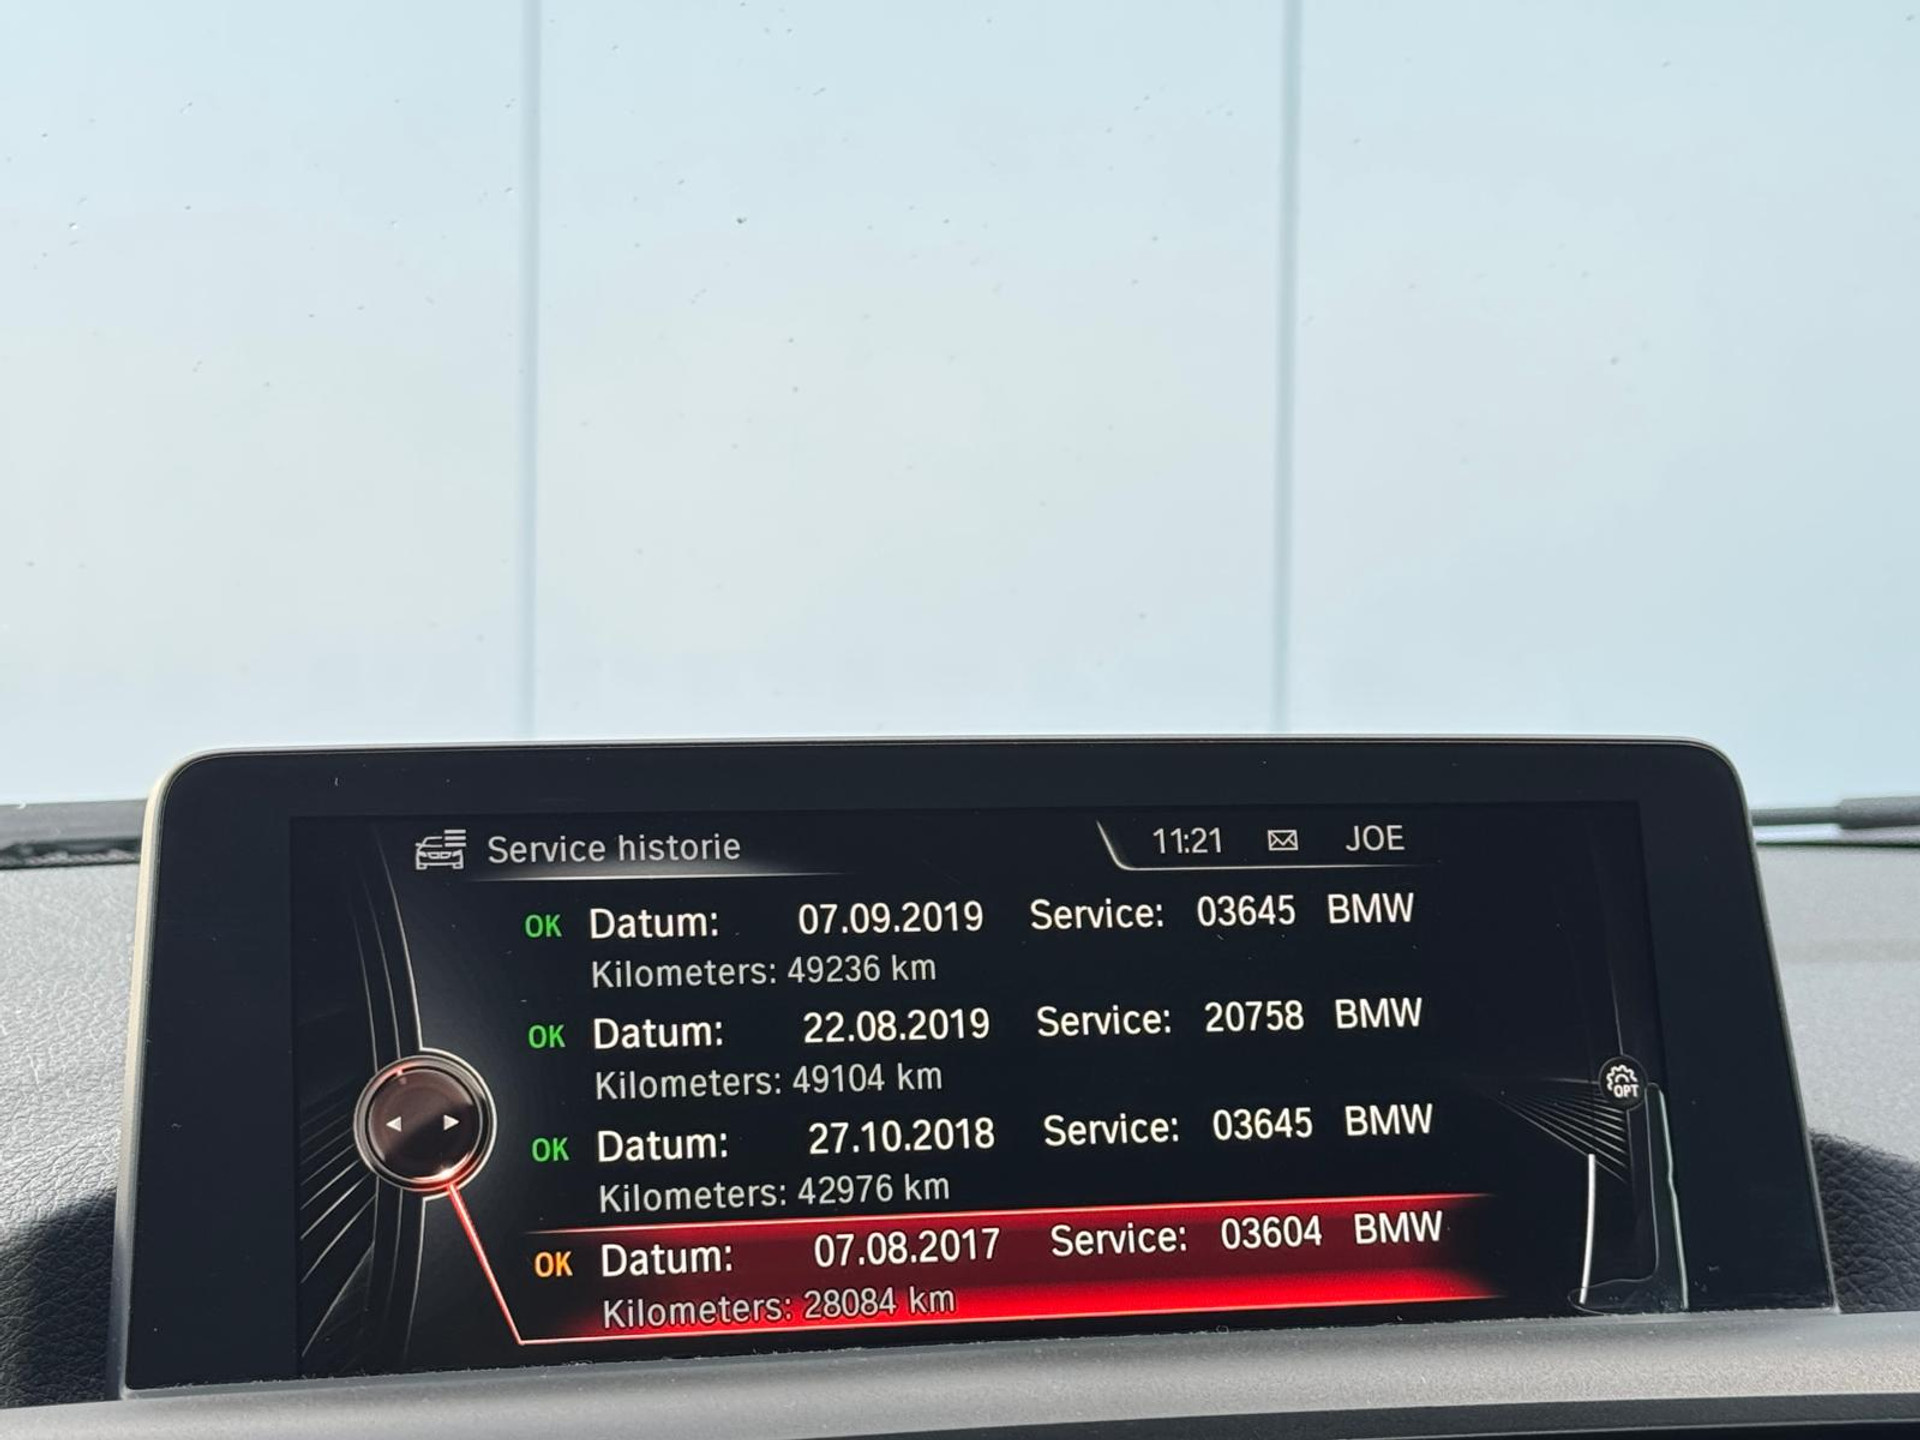 Service historie 11:21 JOE
OK Datum: 07.09.2019 Service: 03645 BMW
Kilometers: 49236 km
OK Datum: 22.08.2019 Service: 20758 BMW
Kilometers: 49104 km
OK Datum: 27.10.2018 Service: 03645 BMW
Kilometers: 42976 km
OK Datum: 07.08.2017 Service: 03604 BMW
Kilometers: 28084 km
OPT